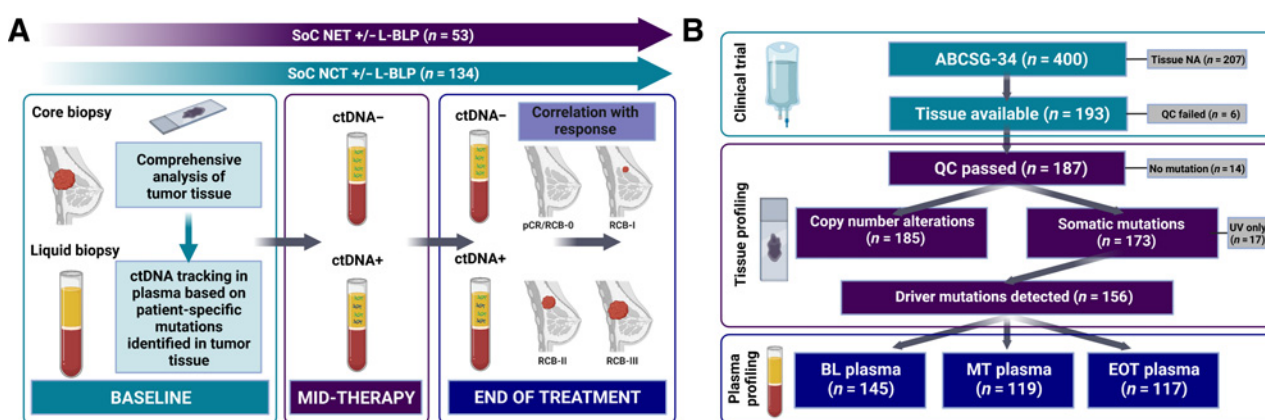 A
SoC NET +/– L-BLP (n = 53)
SoC NCT +/– L-BLP (n = 134)
Core biopsy
Comprehensive
analysis of
tumor tissue
Liquid biopsy
ctDNA tracking in
plasma based on
patient-specific
mutations
identified in tumor
tissue
BASELINE
ctDNA–
ctDNA+
MID-THERAPY
ctDNA–
Correlation with
response
pCR/RCB-0
RCB-I
ctDNA+
RCB-II
RCB-III
END OF TREATMENT
B
Clinical trial
ABCSG-34 (n = 400)
Tissue NA (n = 207)
Tissue available (n = 193)
QC failed (n = 6)
Tissue profiling
QC passed (n = 187)
No mutation (n = 14)
Copy number alterations
(n = 185)
Somatic mutations
(n = 173)
UV only
(n = 17)
Driver mutations detected (n = 156)
Plasma
profiling
BL plasma
(n = 145)
MT plasma
(n = 119)
EOT plasma
(n = 117)